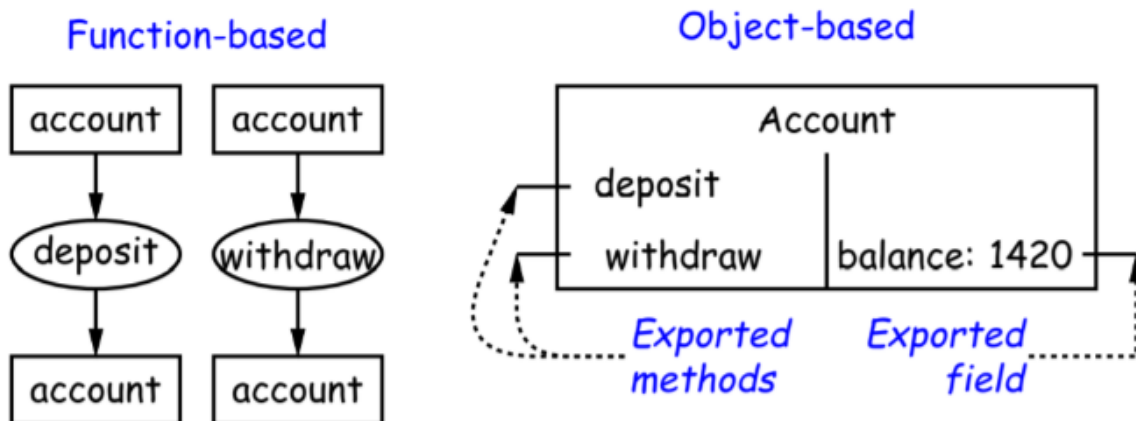 Function-based
account
account
deposit
withdraw
account
account
Object-based
Account
deposit
withdraw
balance: 1420
Exported
methods
Exported
field